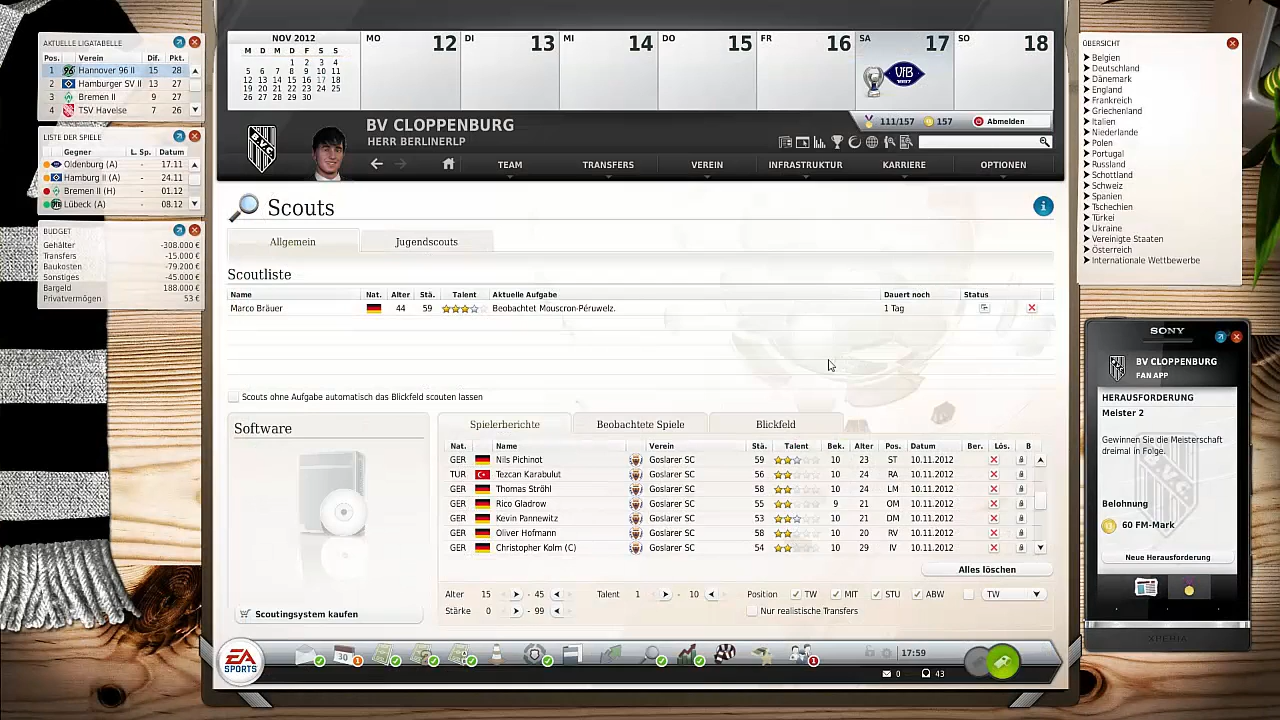 AKTUELLE LIGATABELLE
Pos. Verein Dif. Pkt.
1 Hannover 96 II 15 28
2 Hamburger SV II 13 27
3 Bremen II 9 27
4 TSV Havelse 7 26
LISTE DER SPIELE
Gegner L. Sp. Datum
Oldenburg (A) - 17.11
Hamburg II (A) - 24.11
Bremen II (H) - 01.12
Lübeck (A) - 08.12
BUDGET
Gehälter -308.000 €
Transfers -15.000 €
Baukosten -79.200 €
Sonstiges -45.000 €
Bargeld 188.000 €
Privatvermögen 53 €
NOV 2012
M D M D F S S
1 2 3 4
5 6 7 8 9 10 11
12 13 14 15 16 17 18
19 20 21 22 23 24 25
26 27 28 29 30
MO 12
DI 13
MI 14
DO 15
FR 16
SA 17
SO 18
VfB
1897
BVC
BV CLOPPENBURG
HERR BERLINERLP
111/157 157 Abmelden
TEAM TRANSFERS VEREIN INFRASTRUKTUR KARRIERE OPTIONEN
Scouts
Allgemein Jugendscouts
Scoutliste
Name Nat. Alter Stä. Talent Aktuelle Aufgabe Dauert noch Status
Marco Bräuer 44 59 Beobachtet Mouscron-Péruwelz. 1 Tag
Scouts ohne Aufgabe automatisch das Blickfeld scouten lassen
Software
Scoutingsystem kaufen
Spielerberichte Beobachtete Spiele Blickfeld
Nat. Name Verein Stä. Talent Bek. Alter Pos. Datum Ber. Lös. B
GER Nils Pichinot Goslarer SC 59 10 23 ST 10.11.2012
TUR Tezcan Karabulut Goslarer SC 56 10 24 RA 10.11.2012
GER Thomas Ströhl Goslarer SC 58 10 24 LM 10.11.2012
GER Rico Gladrow Goslarer SC 55 9 21 OM 10.11.2012
GER Kevin Pannewitz Goslarer SC 53 10 21 DM 10.11.2012
GER Oliver Hofmann Goslarer SC 58 10 20 RV 10.11.2012
GER Christopher Kolm (C) Goslarer SC 54 10 29 IV 10.11.2012
Alles löschen
Alter 15 - 45 Talent 1 - 10 Position TW MIT STU ABW TW
Stärke 0 - 99 Nur realistische Transfers
EA SPORTS
30 1
1
17:59
0 43
ÜBERSICHT
Belgien
Deutschland
Dänemark
England
Frankreich
Griechenland
Italien
Niederlande
Polen
Portugal
Russland
Schottland
Schweiz
Spanien
Tschechien
Türkei
Ukraine
Vereinigte Staaten
Österreich
Internationale Wettbewerbe
SONY
BV CLOPPENBURG
FAN APP
HERAUSFORDERUNG
Meister 2
Gewinnen Sie die Meisterschaft
dreimal in Folge.
Belohnung
60 FM-Mark
Neue Herausforderung
XPERIA